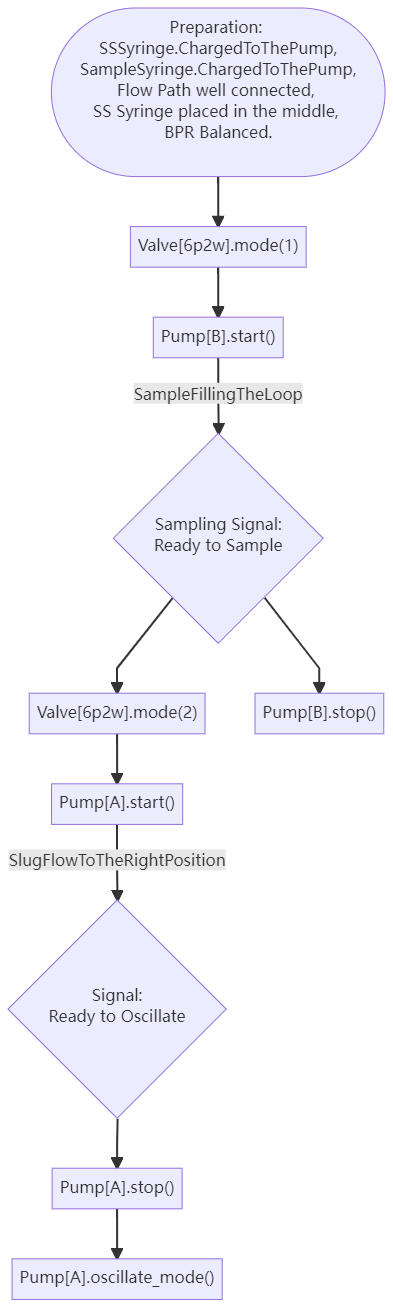 Preparation:
SSSyringe.ChargedToThePump,
SampleSyringe.ChargedToThePump,
Flow Path well connected,
SS Syringe placed in the middle,
BPR Balanced.
Valve[6p2w].mode(1)
Pump[B].start()
SampleFillingTheLoop
Sampling Signal:
Ready to Sample
Valve[6p2w].mode(2)
Pump[B].stop()
Pump[A].start()
SlugFlowToTheRightPosition
Signal:
Ready to Oscillate
Pump[A].stop()
Pump[A].oscillate_mode()